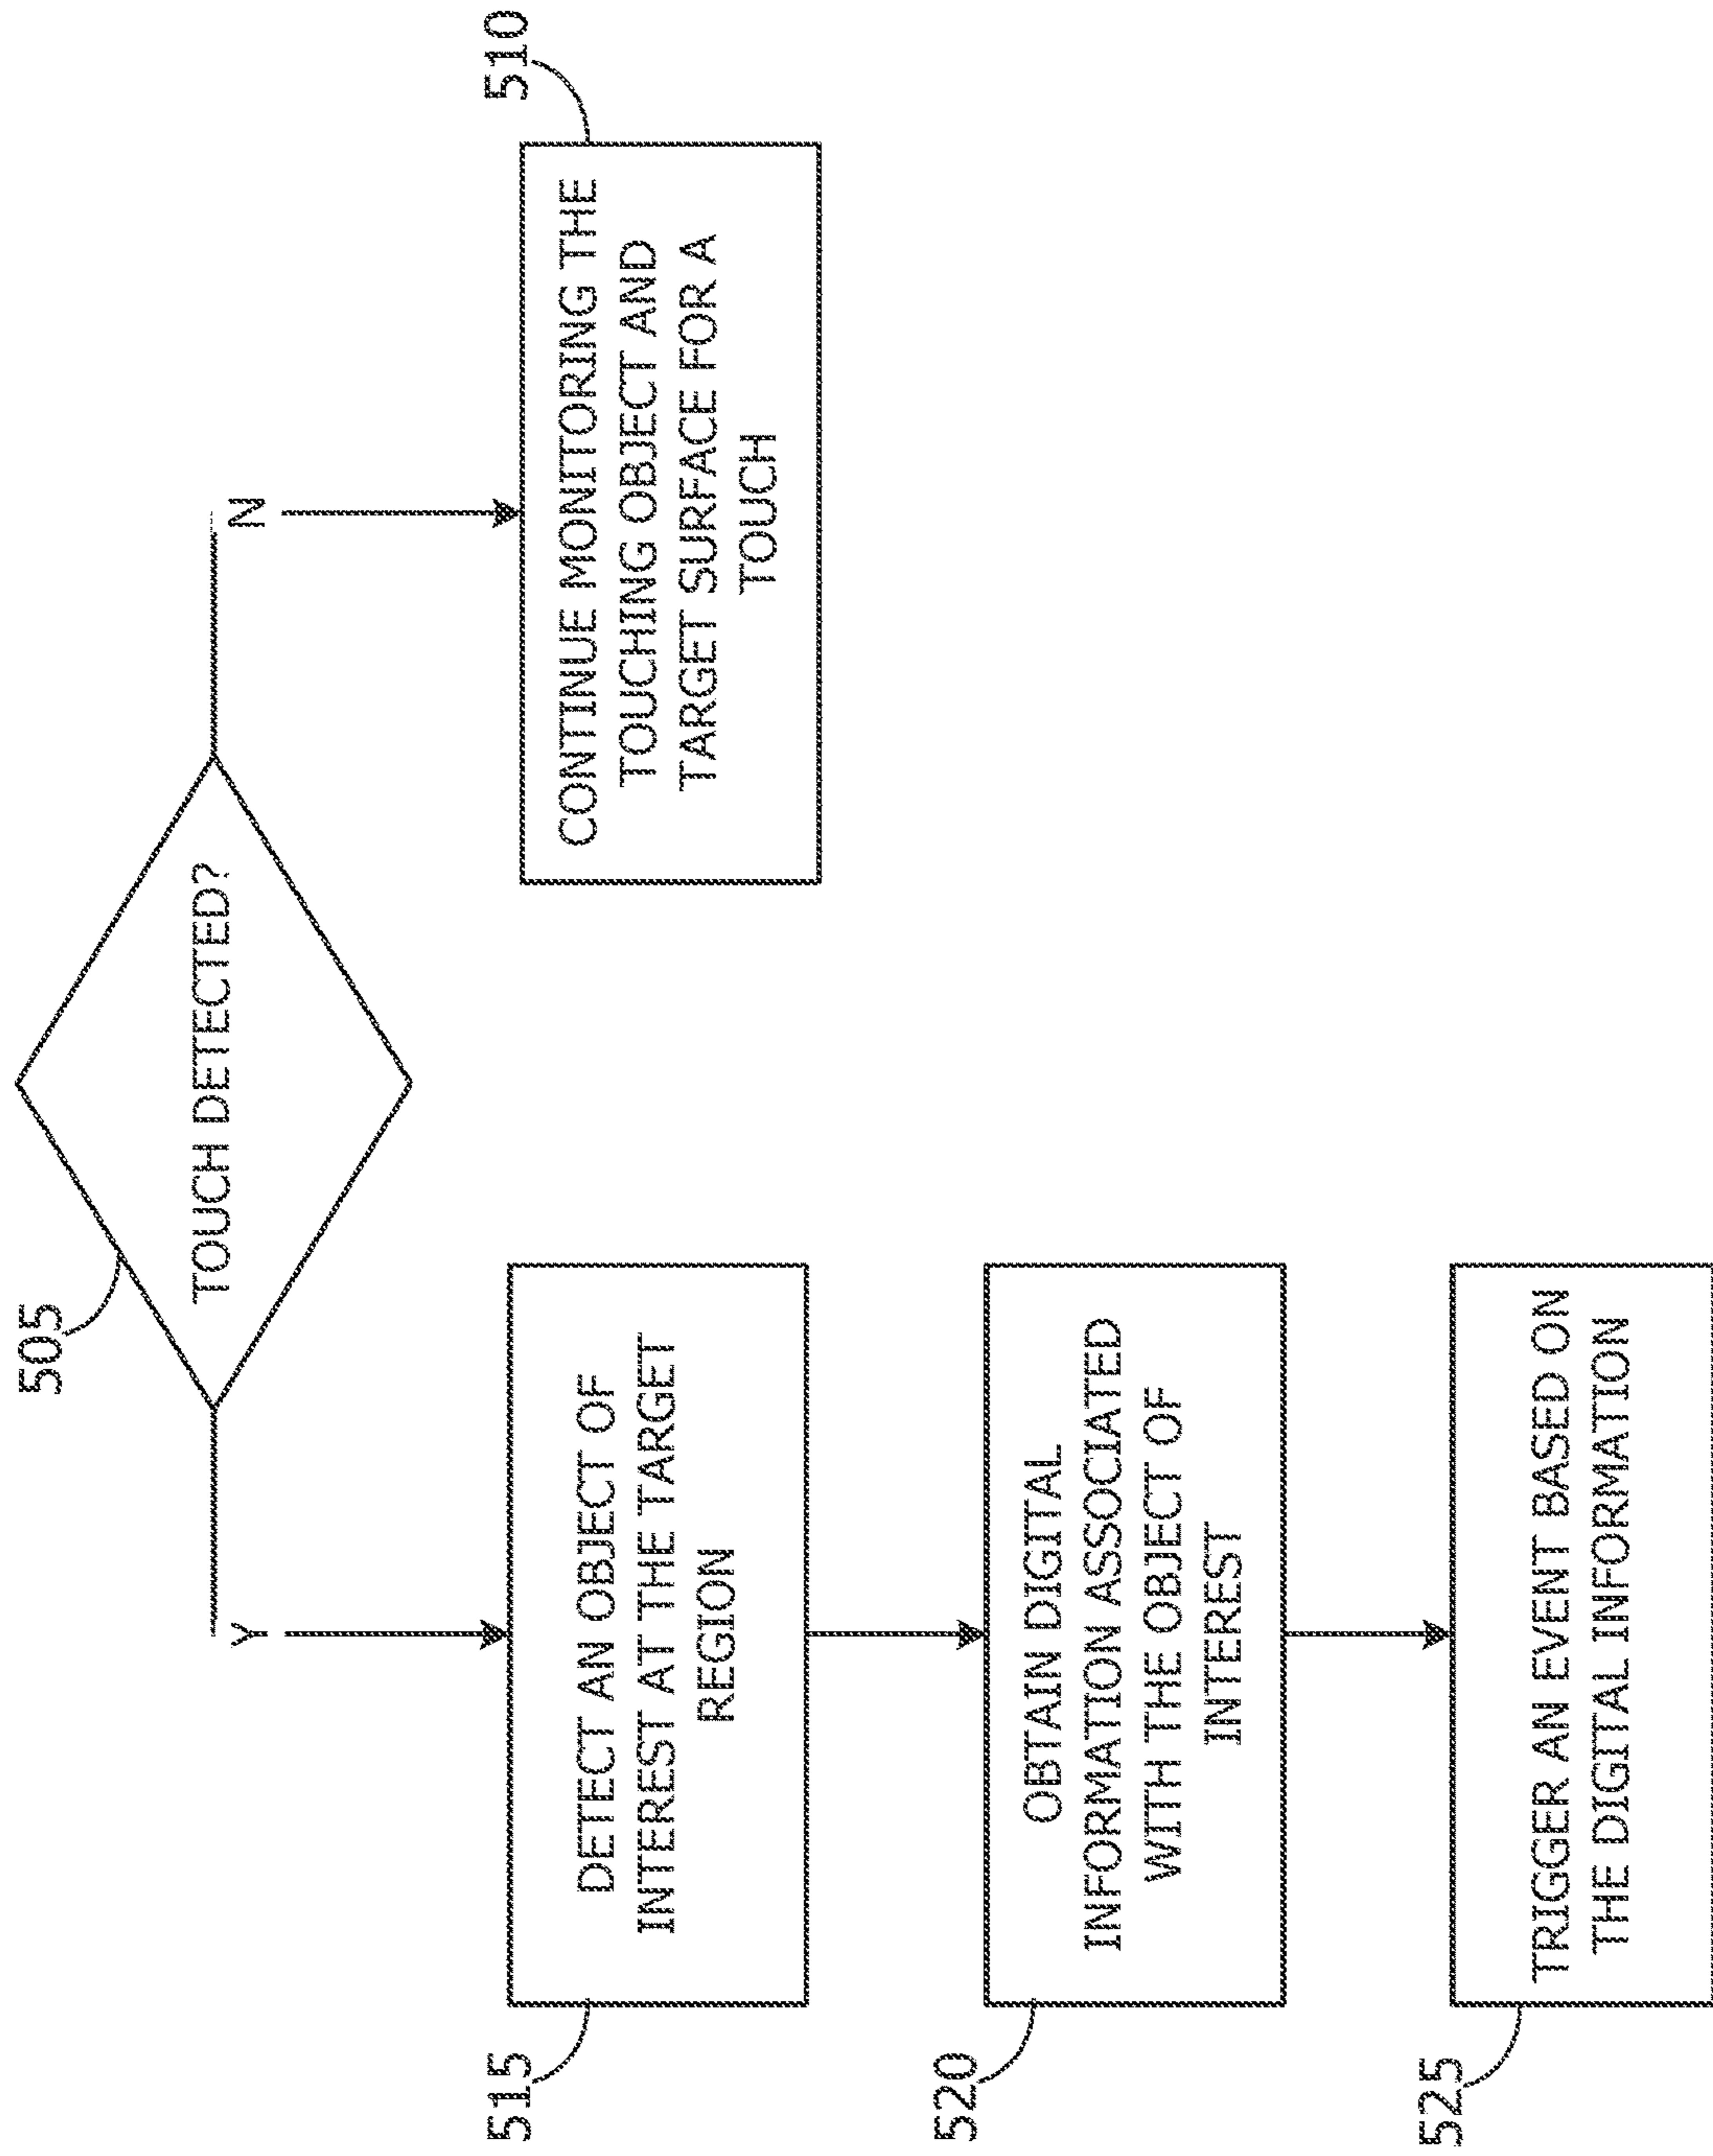 505
TOUCH DETECTED?
Y
N
515
DETECT AN OBJECT OF
INTEREST AT THE TARGET
REGION
510
CONTINUE MONITORING THE
TOUCHING OBJECT AND
TARGET SURFACE FOR A
TOUCH
520
OBTAIN DIGITAL
INFORMATION ASSOCIATED
WITH THE OBJECT OF
INTEREST
525
TRIGGER AN EVENT BASED ON
THE DIGITAL INFORMATION